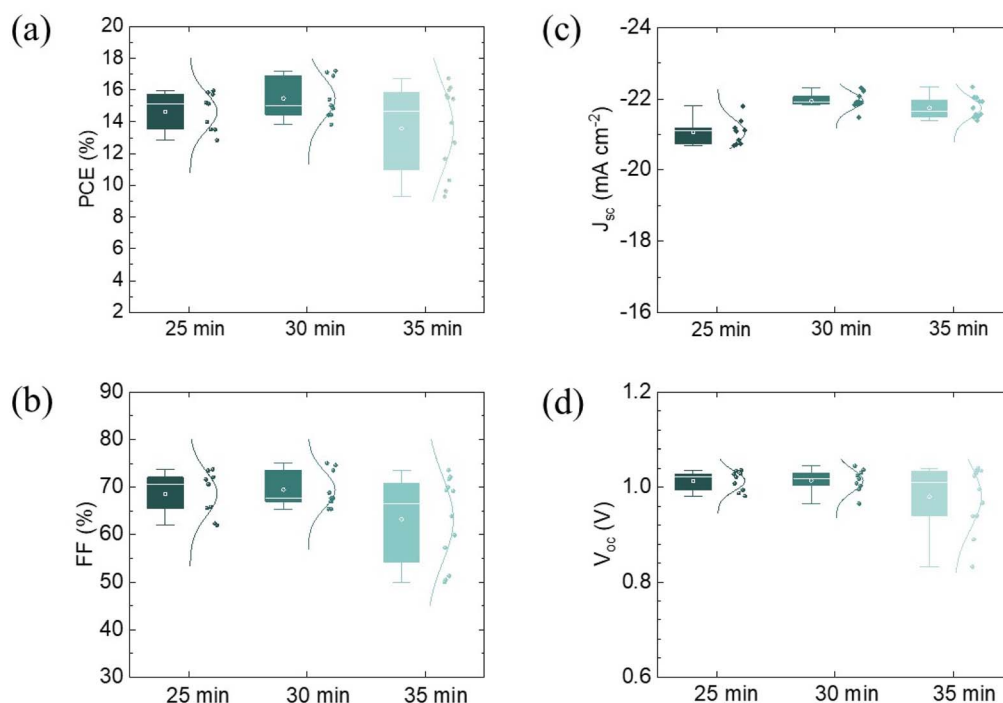 (a)
PCE (%)
20
18
16
14
12
10
8
6
4
2
25 min
30 min
35 min
(c)
J_sc (mA cm⁻²)
-24
-22
-20
-18
-16
25 min
30 min
35 min
(b)
FF (%)
90
80
70
60
50
40
30
25 min
30 min
35 min
(d)
V_oc (V)
1.2
1.0
0.8
0.6
25 min
30 min
35 min